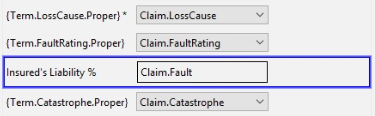 {Term.LossCause.Proper} * Claim.LossCause
{Term.FaultRating.Proper} Claim.FaultRating
Insured's Liability % Claim.Fault
{Term.Catastrophe.Proper} Claim.Catastrophe